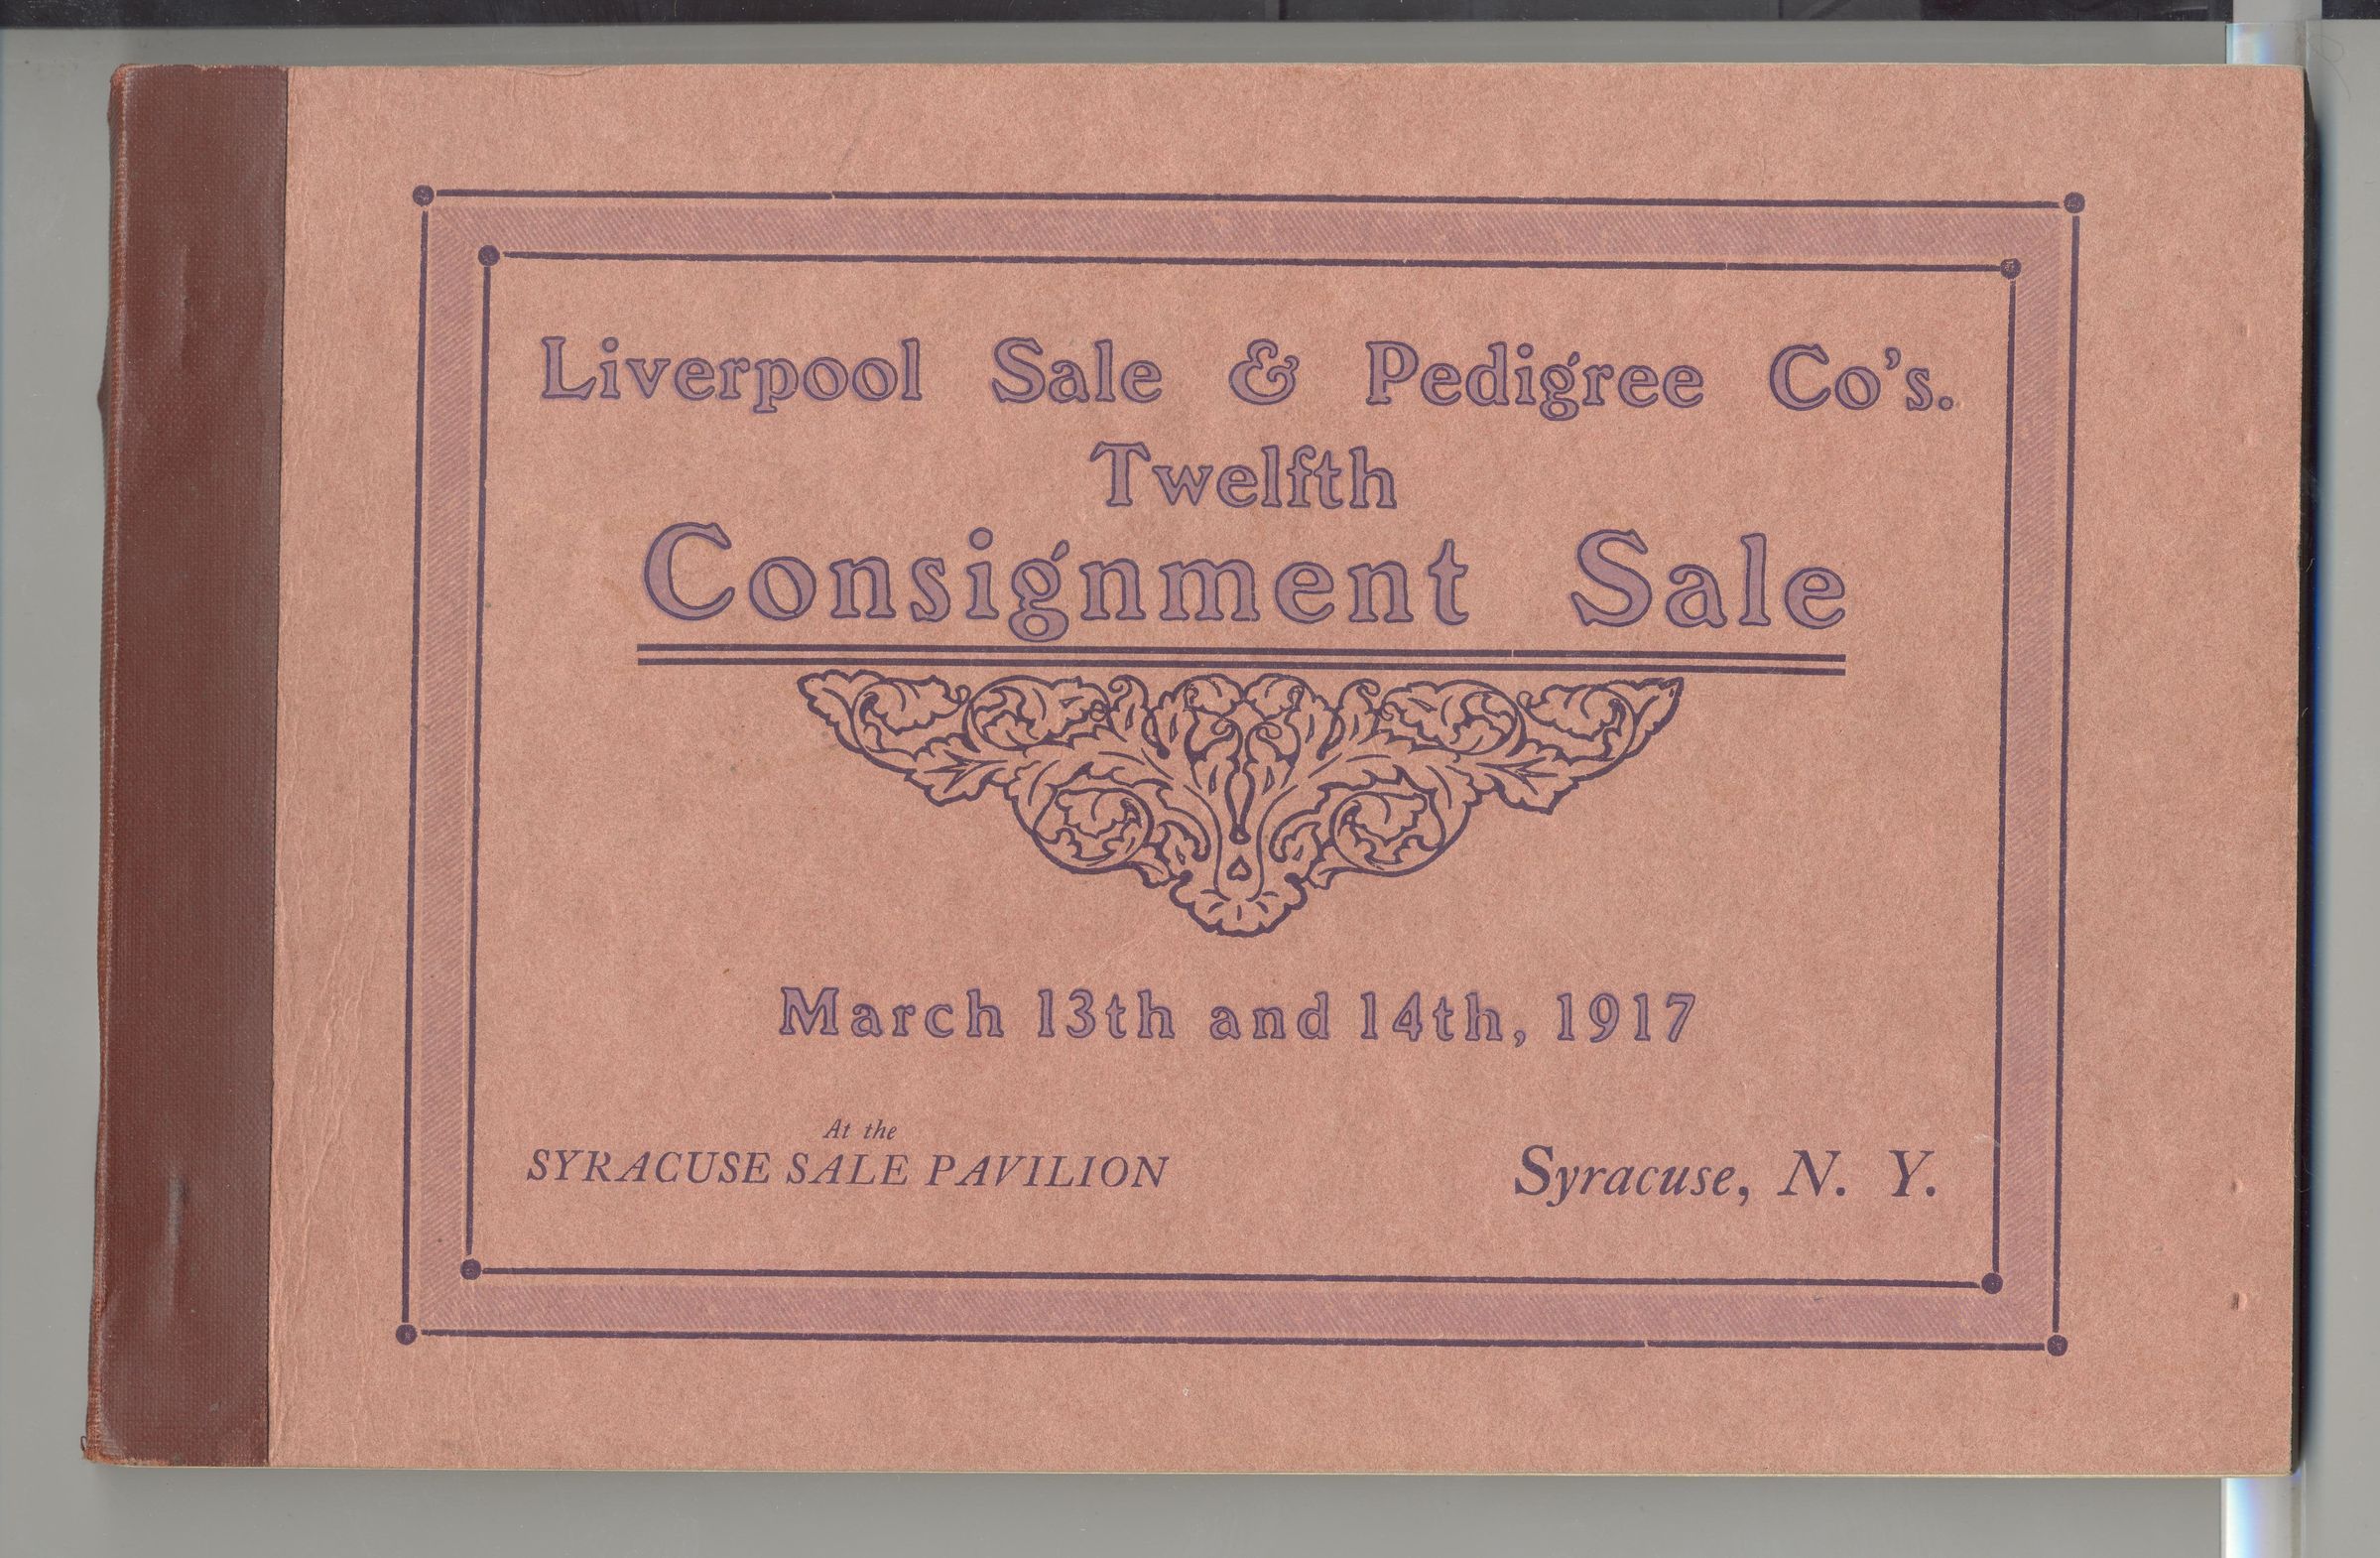 Liverpool Sale & Pedigree Co's.
Twelfth
Consignment Sale
March 13th and 14th, 1917
At the
SYRACUSE SALE PAVILION
Syracuse, N. Y.